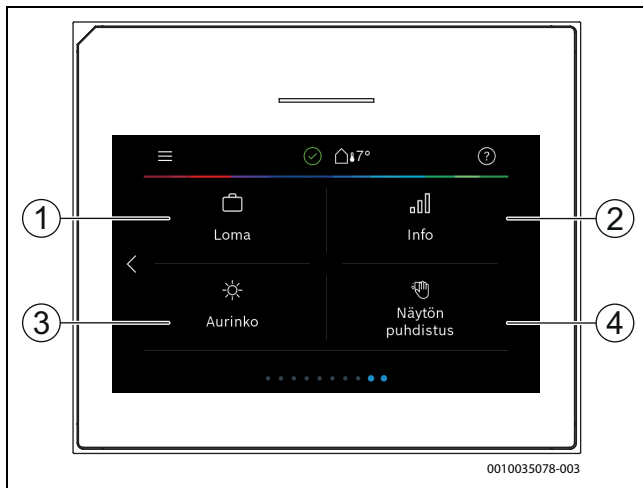 7°
?
1
Loma
Info
2
3
Aurinko
Näytön
puhdistus
4
0010035078-003